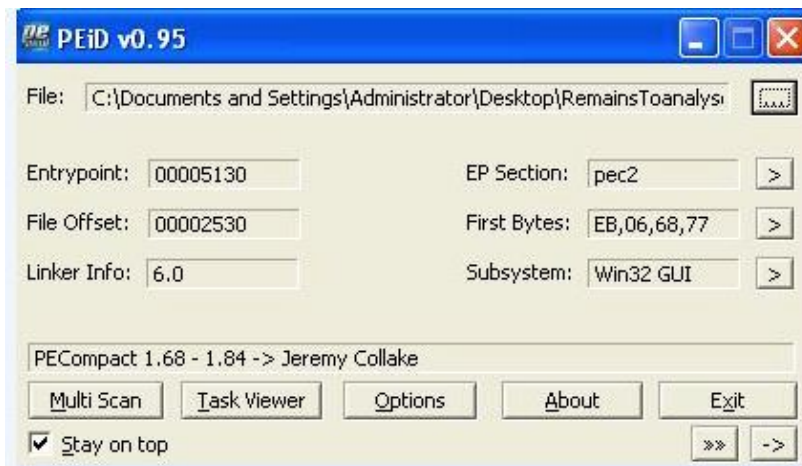 PEiD v0.95
File: C:\Documents and Settings\Administrator\Desktop\RemainsToanalys ...
Entrypoint: 00005130 EP Section: pec2 >
File Offset: 00002530 First Bytes: EB,06,68,77 >
Linker Info: 6.0 Subsystem: Win32 GUI >
PECompact 1.68 - 1.84 -> Jeremy Collake
Multi Scan Task Viewer Options About Exit
Stay on top >> ->